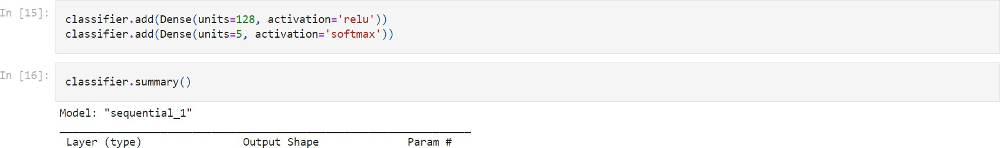 In [15]:
classifier.add(Dense(units=128, activation='relu'))
classifier.add(Dense(units=5, activation='softmax'))
In [16]:
classifier.summary()
Model: "sequential_1"
Layer (type) Output Shape Param #